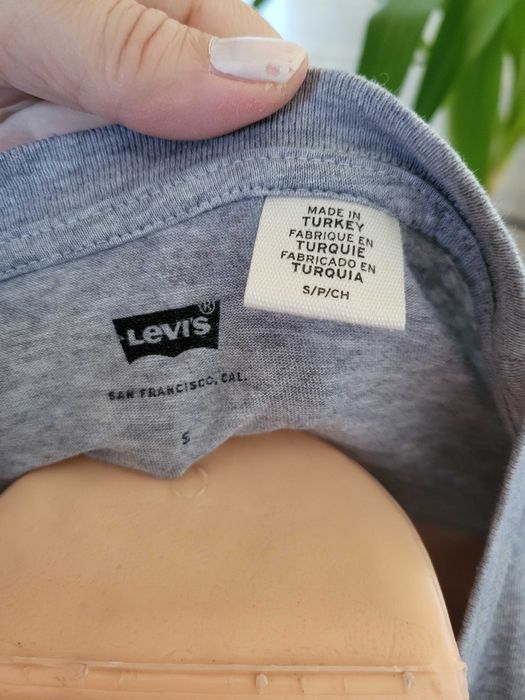 MADE IN
TURKEY
FABRIQUE EN
TURQUIE
FABRICADO EN
TURQUIA
S/P/CH
LEVI'S®
SAN FRANCISCO, CAL.
S